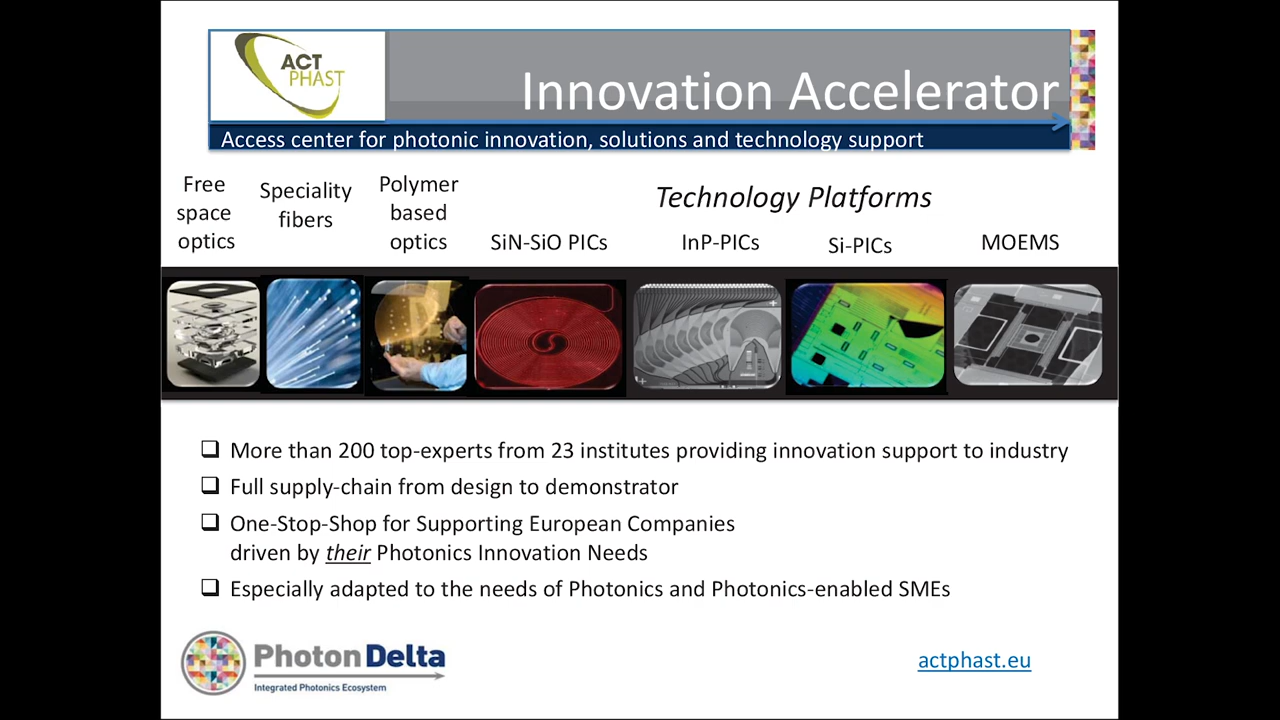 ACT
PHAST
Innovation Accelerator
Access center for photonic innovation, solutions and technology support
Free
space
optics
Speciality
fibers
Polymer
based
optics
Technology Platforms
SiN-SiO PICs
InP-PICs
Si-PICs
MOEMS
More than 200 top-experts from 23 institutes providing innovation support to industry
Full supply-chain from design to demonstrator
One-Stop-Shop for Supporting European Companies
driven by their Photonics Innovation Needs
Especially adapted to the needs of Photonics and Photonics-enabled SMEs
PhotonDelta
Integrated Photonics Ecosystem
actphast.eu